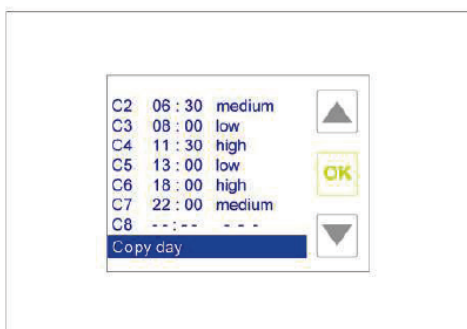 C2 06 : 30 medium
C3 08 : 00 low
C4 11 : 30 high
C5 13 : 00 low
C6 18 : 00 high
C7 22 : 00 medium
C8 - - : - - - - -
Copy day
OK